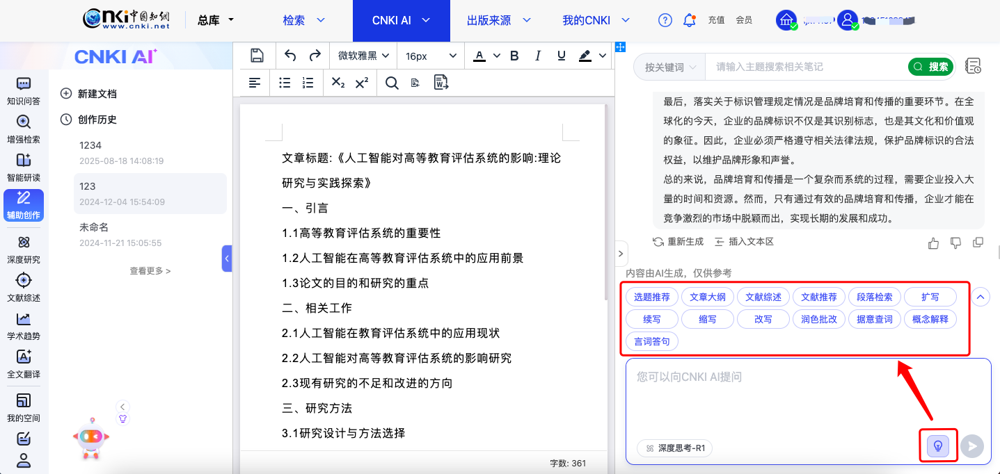 cnki中国知网
www.cnki.net
总库
检索
CNKI AI
出版来源
我的CNKI
充值
会员
CNKI AI
知识问答
增强检索
智能研读
辅助创作
深度研究
文献综述
学术趋势
全文翻译
我的空间
新建文档
创作历史
1234
2025-08-18 14:08:19
123
2024-12-04 15:54:09
未命名
2024-11-21 15:05:55
查看更多 >
微软雅黑
16px
文章标题:《人工智能对高等教育评估系统的影响:理论
研究与实践探索》
一、引言
1.1高等教育评估系统的重要性
1.2人工智能在高等教育评估系统中的应用前景
1.3论文的目的和研究的重点
二、相关工作
2.1人工智能在教育评估系统中的应用现状
2.2人工智能对高等教育评估系统的影响研究
2.3现有研究的不足和改进的方向
三、研究方法
3.1研究设计与方法选择
字数: 361
按关键词
请输入主题搜索相关笔记
搜索
最后，落实关于标识管理规定情况是品牌培育和传播的重要环节。在全
球化的今天，企业的品牌标识不仅是其识别标志，也是其文化和价值观
的象征。因此，企业必须严格遵守相关法律法规，保护品牌标识的合法
权益，以维护品牌形象和声誉。
总的来说，品牌培育和传播是一个复杂而系统的过程，需要企业投入大
量的时间和资源。然而，只有通过有效的品牌培育和传播，企业才能在
竞争激烈的市场中脱颖而出，实现长期的发展和成功。
重新生成
插入文本区
内容由AI生成，仅供参考
选题推荐 文章大纲 文献综述 文献推荐 段落检索 扩写
续写 缩写 改写 润色批改 据意查词 概念解释
言词答句
您可以向CNKI AI提问
深度思考-R1